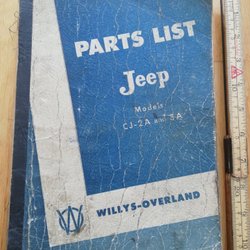 PARTS LIST
Jeep
Models
CJ-2A and 3A
WILLYS-OVERLAND